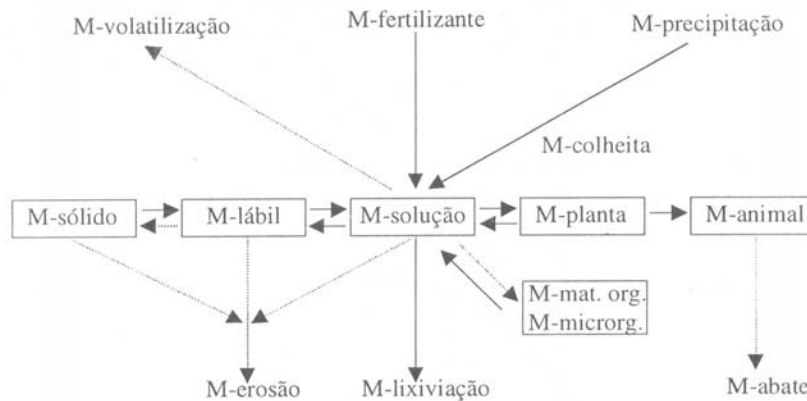 M-volatilização
M-fertilizante
M-precipitação
M-colheita
M-sólido
M-lábil
M-solução
M-planta
M-animal
M-mat. org.
M-microrg.
M-erosão
M-lixiviação
M-abate